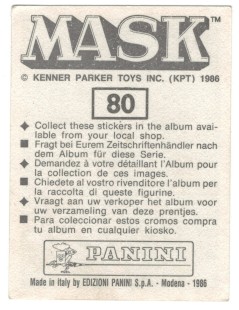 MASK™
© KENNER PARKER TOYS INC. (KPT) 1986
80
◆ Collect these stickers in the album avai-
lable from your local shop.
■ Fragt bei Eurem Zeitschriftenhändler nach
dem Album für diese Serie.
◆ Demandez à votre détaillant l'Album pour
la collection de ces images.
■ Chiedete al vostro rivenditore l'album per
la raccolta di queste figurine.
◆ Vraagt aan uw verkoper het album voor
uw verzameling van deze prentjes.
■ Para coleccionar estos cromos compra
tu album en cualquier kiosko.
PANINI
Made in Italy by EDIZIONI PANINI S.p.A. - Modena - 1986